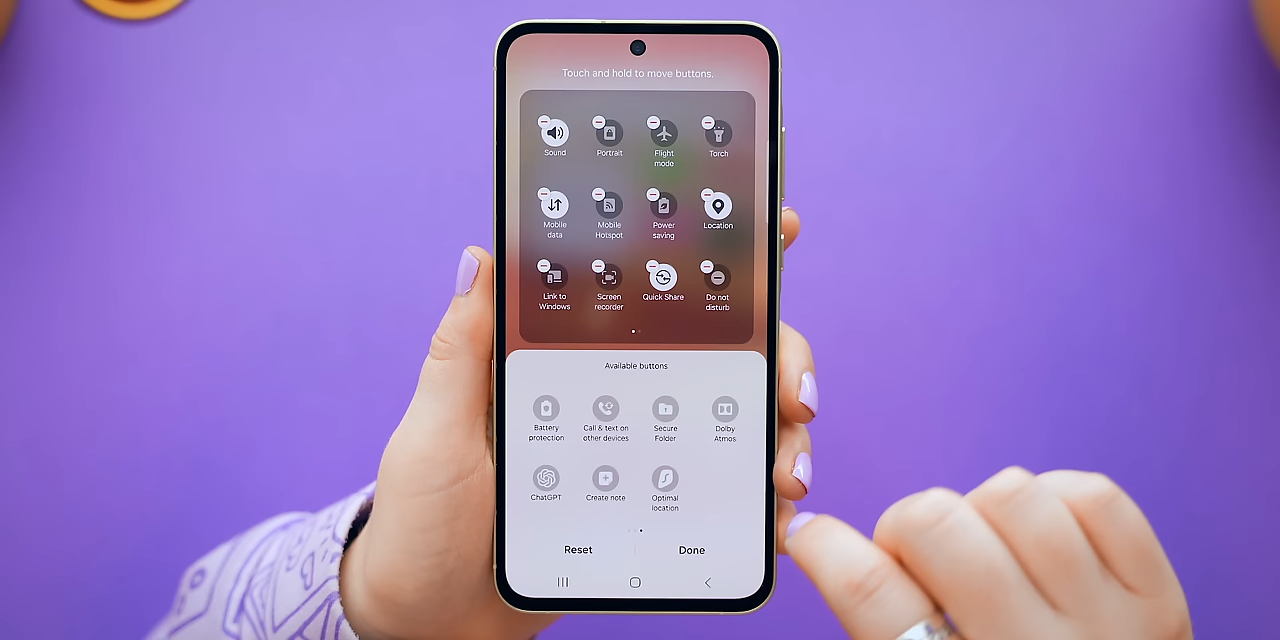 Touch and hold to move buttons.
Sound Portrait Flight mode Torch
Mobile data Mobile Hotspot Power saving Location
Link to Windows Screen recorder Quick Share Do not disturb
Available buttons
Battery protection Call & text on other devices Secure Folder Dolby Atmos
ChatGPT Create note Optimal location
Reset Done